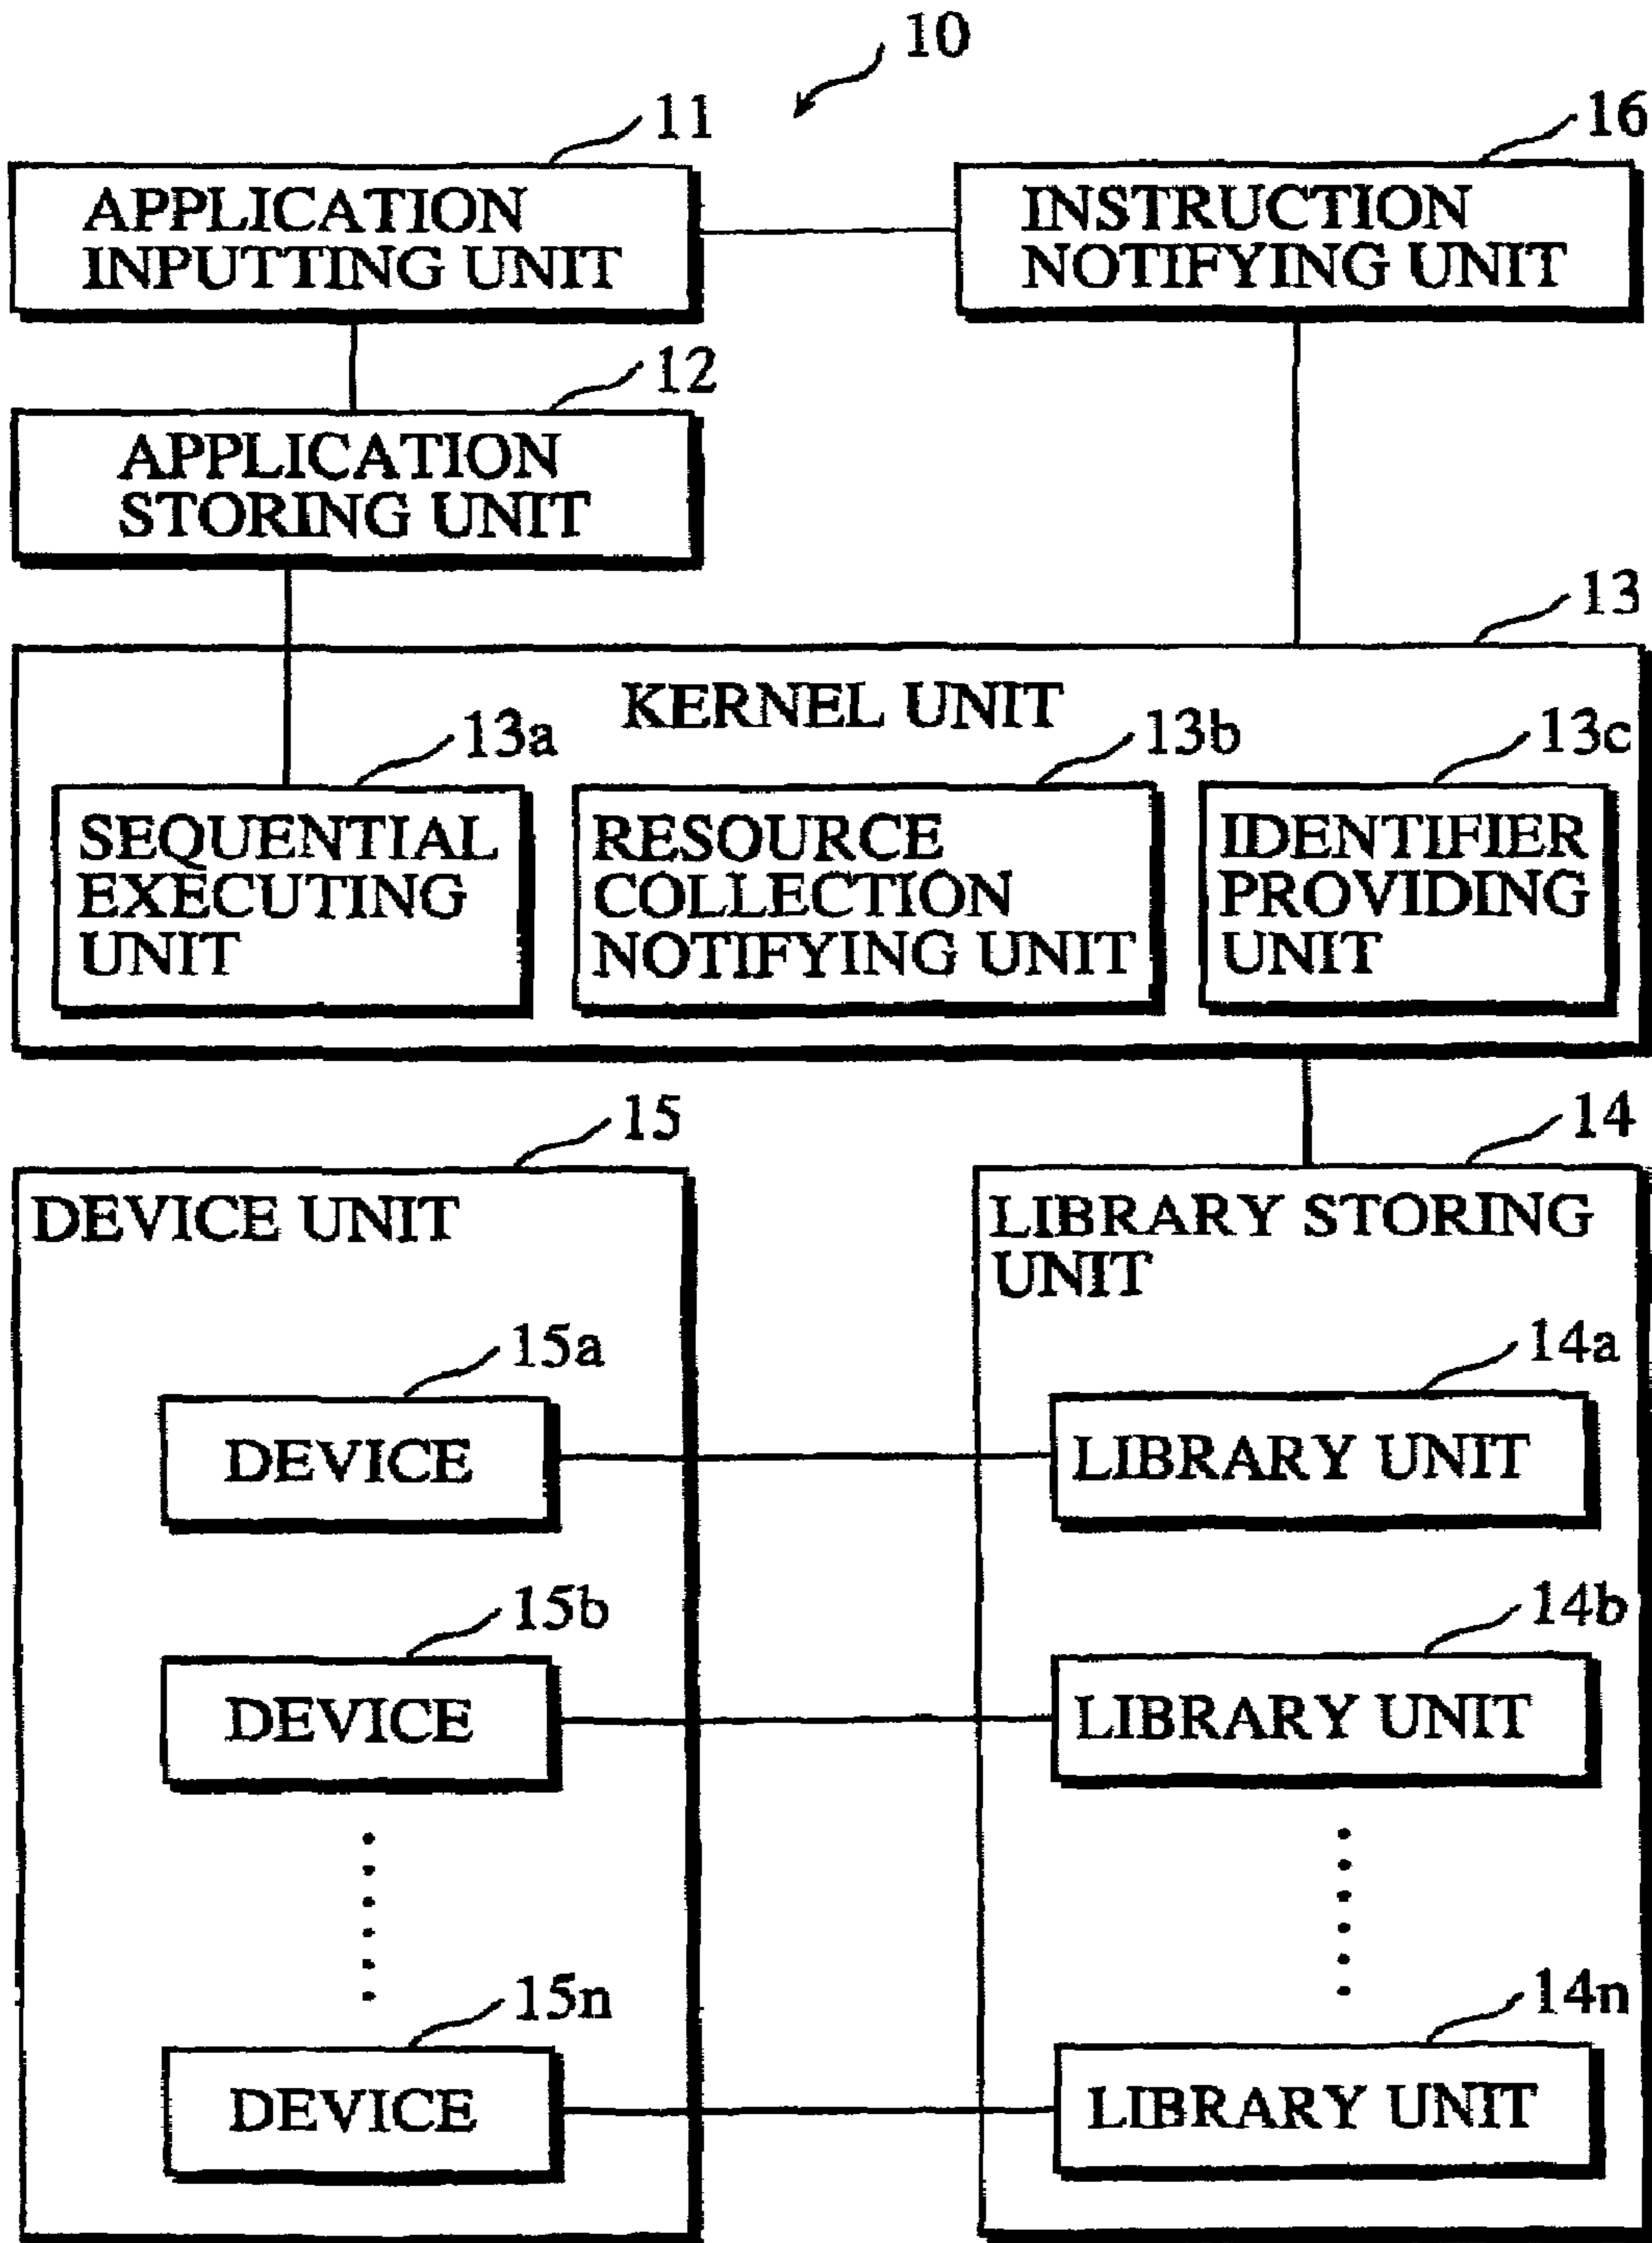 10
11
16
APPLICATION
INPUTTING UNIT
INSTRUCTION
NOTIFYING UNIT
12
APPLICATION
STORING UNIT
13
KERNEL UNIT
13a
13b
13c
SEQUENTIAL
EXECUTING
UNIT
RESOURCE
COLLECTION
NOTIFYING UNIT
IDENTIFIER
PROVIDING
UNIT
15
14
DEVICE UNIT
LIBRARY STORING
UNIT
15a
14a
DEVICE
LIBRARY UNIT
15b
14b
DEVICE
LIBRARY UNIT
15n
14n
DEVICE
LIBRARY UNIT